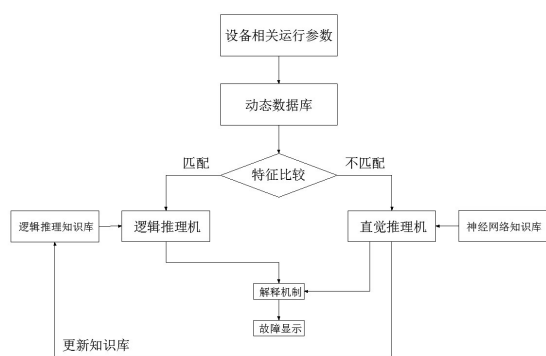 设备相关运行参数
动态数据库
匹配
特征比较
不匹配
逻辑推理知识库
逻辑推理机
直觉推理机
神经网络知识库
解释机制
故障显示
更新知识库